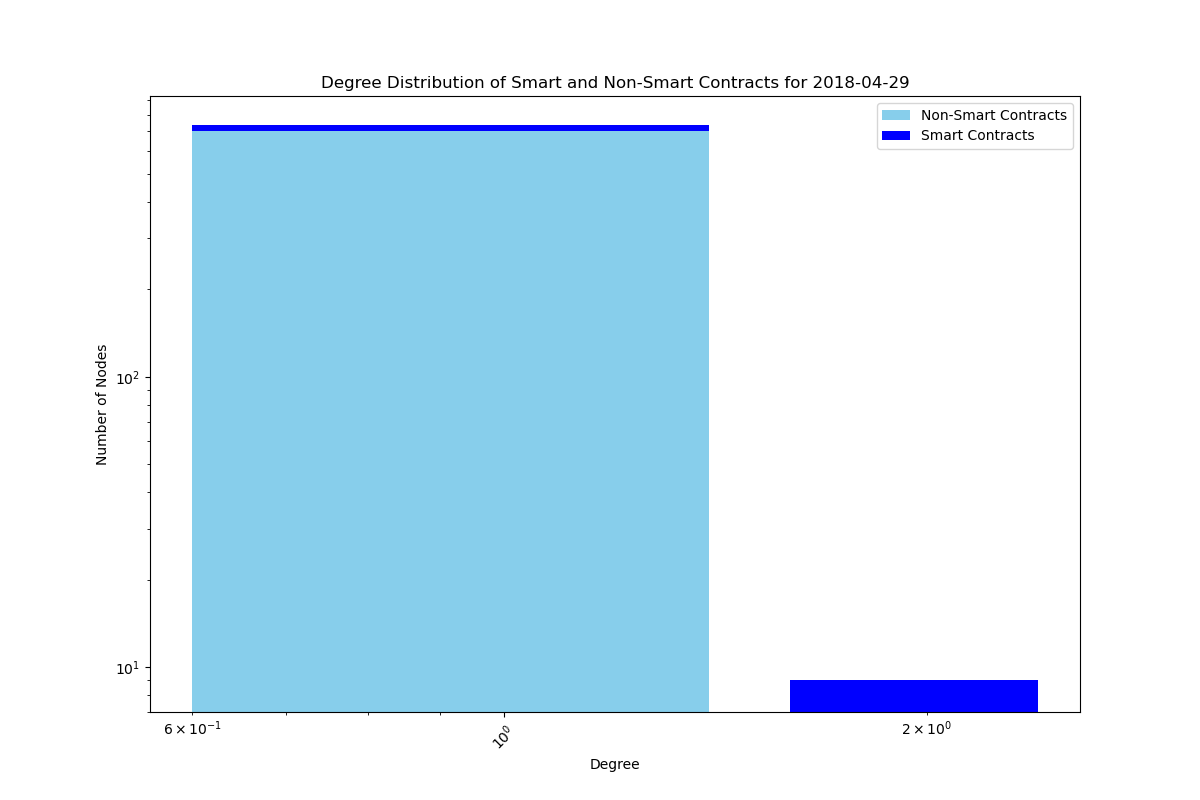 Degree Distribution of Smart and Non-Smart Contracts for 2018-04-29
Non-Smart Contracts
Smart Contracts
Number of Nodes
10²
10¹
6 × 10⁻¹
10⁰
2 × 10⁰
Degree